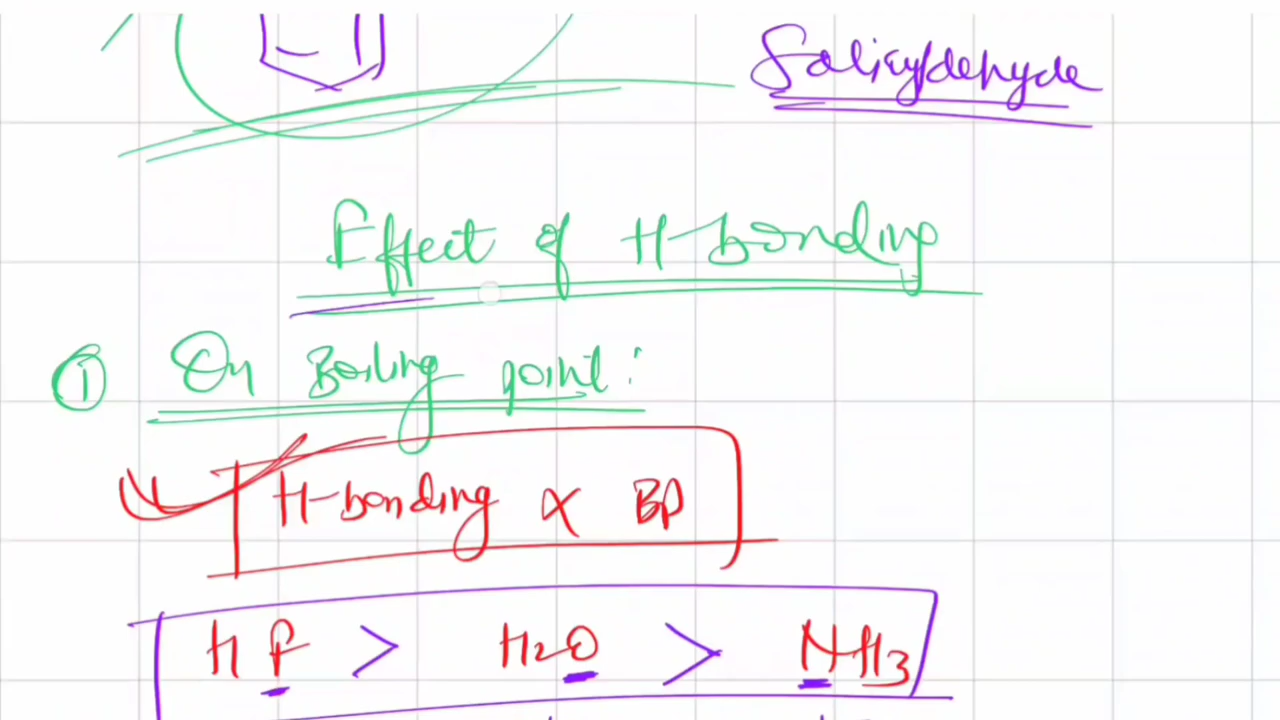 Salicyldehyde
Effect of H-bonding
① On Boiling point:
H-bonding ∝ BP
HF > H₂O > NH₃